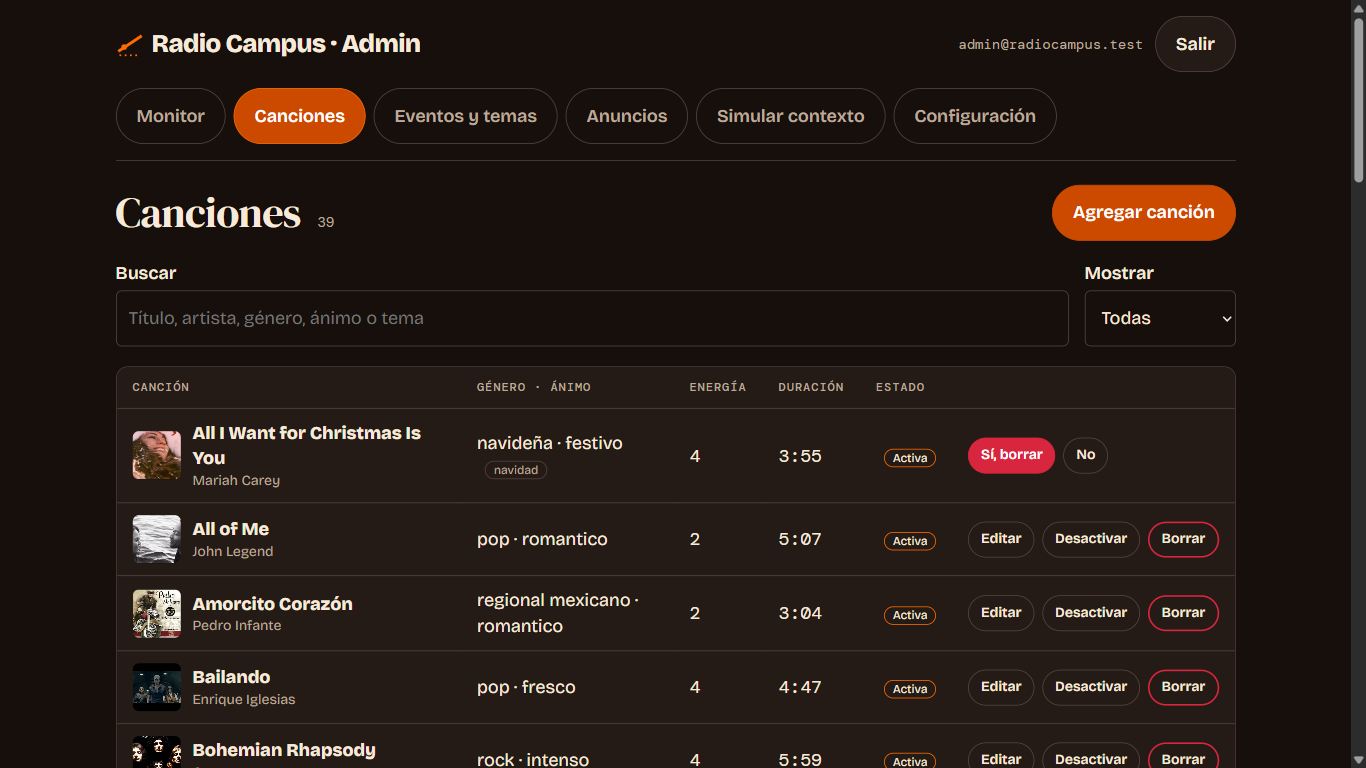 Radio Campus · Admin
admin@radiocampus.test
Salir
Monitor
Canciones
Eventos y temas
Anuncios
Simular contexto
Configuración
Canciones 39
Agregar canción
Buscar
Mostrar
Título, artista, género, ánimo o tema
Todas
CANCIÓN
GÉNERO · ÁNIMO
ENERGÍA
DURACIÓN
ESTADO
All I Want for Christmas Is
You
Mariah Carey
navideña · festivo
navidad
4
3:55
Activa
Sí, borrar
No
All of Me
John Legend
pop · romantico
2
5:07
Activa
Editar
Desactivar
Borrar
Amorcito Corazón
Pedro Infante
regional mexicano ·
romantico
2
3:04
Activa
Editar
Desactivar
Borrar
Bailando
Enrique Iglesias
pop · fresco
4
4:47
Activa
Editar
Desactivar
Borrar
Bohemian Rhapsody
rock · intenso
4
5:59
Activa
Editar
Desactivar
Borrar